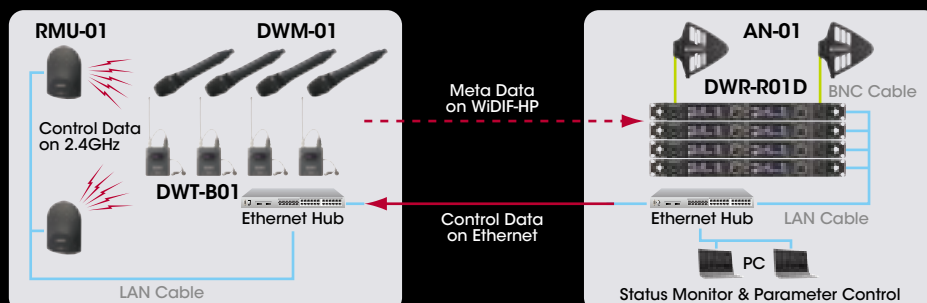 RMU-01
DWM-01
Control Data
on 2.4GHz
DWT-B01
Ethernet Hub
LAN Cable
Meta Data
on WiDIF-HP
Control Data
on Ethernet
AN-01
DWR-R01D
BNC Cable
Ethernet Hub
LAN Cable
PC
Status Monitor & Parameter Control